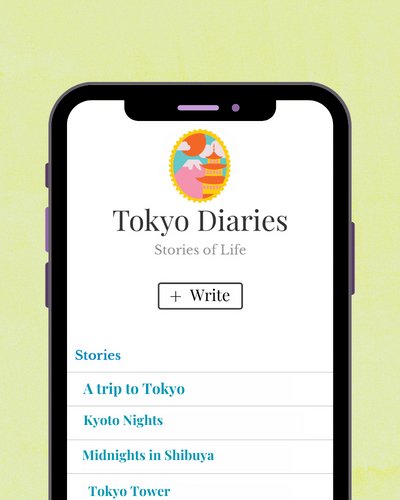 Tokyo Diaries
Stories of Life
+ Write
Stories
A trip to Tokyo
Kyoto Nights
Midnights in Shibuya
Tokyo Tower